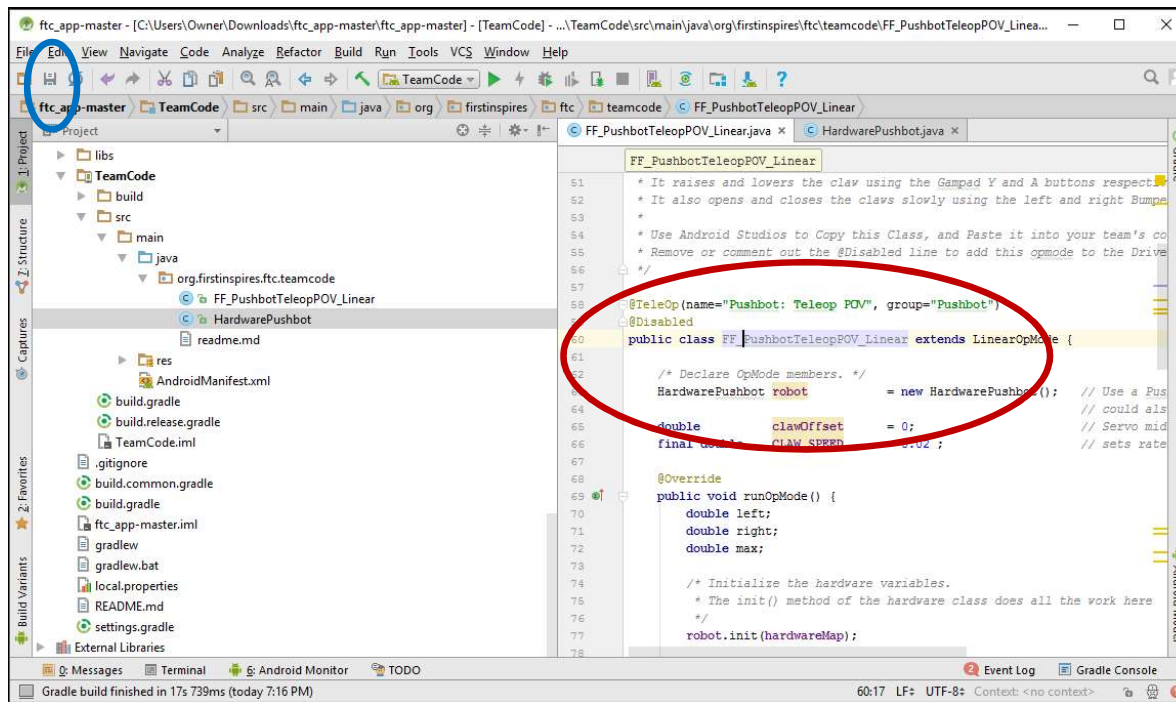 ftc_app-master - [C:\Users\Owner\Downloads\ftc_app-master\ftc_app-master] - [TeamCode] - ...\TeamCode\src\main\java\org\firstinspires\ftc\teamcode\FF_PushbotTeleopPOV_Linea...
File Edit View Navigate Code Analyze Refactor Build Run Tools VCS Window Help
TeamCode
ftc_app-master TeamCode src main java org firstinspires ftc teamcode FF_PushbotTeleopPOV_Linear
Project
FF_PushbotTeleopPOV_Linear.java HardwarePushbot.java
1: Project
Z: Structure
Captures
2: Favorites
Build Variants
libs
TeamCode
build
src
main
java
org.firstinspires.ftc.teamcode
FF_PushbotTeleopPOV_Linear
HardwarePushbot
readme.md
res
AndroidManifest.xml
build.gradle
build.release.gradle
TeamCode.iml
.gitignore
build.common.gradle
build.gradle
ftc_app-master.iml
gradlew
gradlew.bat
local.properties
README.md
settings.gradle
External Libraries
FF_PushbotTeleopPOV_Linear
51 * It raises and lowers the claw using the Gampad Y and A buttons respecti
52 * It also opens and closes the claws slowly using the left and right Bumpe
53 *
54 * Use Android Studios to Copy this Class, and Paste it into your team's co
55 * Remove or comment out the @Disabled line to add this opmode to the Drive
56 */
57
58 @TeleOp(name="Pushbot: Teleop POV", group="Pushbot")
@Disabled
60 public class FF_PushbotTeleopPOV_Linear extends LinearOpMode {
61
62 /* Declare OpMode members. */
HardwarePushbot robot = new HardwarePushbot(); // Use a Pus
64 // could als
65 double clawOffset = 0; // Servo mid
66 final double CLAW_SPEED = 0.02 ; // sets rate
67
68 @Override
69 public void runOpMode() {
70 double left;
71 double right;
72 double max;
73
74 /* Initialize the hardware variables.
75 * The init() method of the hardware class does all the work here
76 */
77 robot.init(hardwareMap);
78
0: Messages Terminal 6: Android Monitor TODO 2 Event Log Gradle Console
Gradle build finished in 17s 739ms (today 7:16 PM) 60:17 LF UTF-8 Context: <no context>